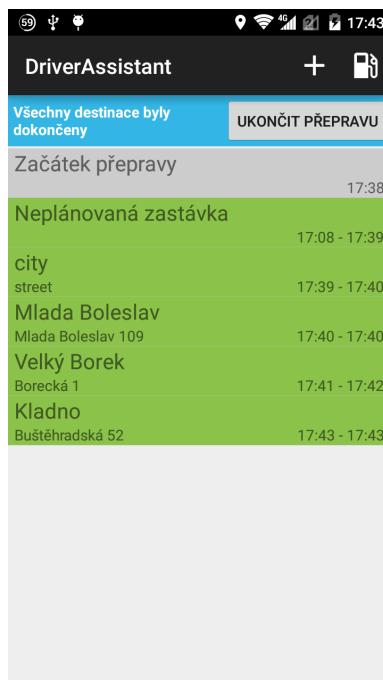 59 4G 21 17:43
DriverAssistant
Všechny destinace byly
dokončeny
UKONČIT PŘEPRAVU
Začátek přepravy
17:38
Neplánovaná zastávka
17:08 - 17:39
city
street 17:39 - 17:40
Mlada Boleslav
Mlada Boleslav 109 17:40 - 17:40
Velký Borek
Borecká 1 17:41 - 17:42
Kladno
Buštěhradská 52 17:43 - 17:43